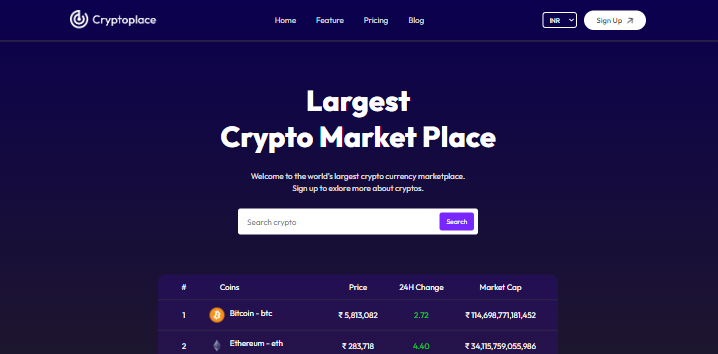 Cryptoplace Home Feature Pricing Blog INR Sign Up
Largest
Crypto Market Place
Welcome to the world's largest crypto currency marketplace.
Sign up to exlore more about cryptos.
Search crypto Search
# Coins Price 24H Change Market Cap
1 Bitcoin - btc ₹ 5,813,082 2.72 ₹ 114,698,771,181,452
2 Ethereum - eth ₹ 283,718 4.40 ₹ 34,115,759,055,986